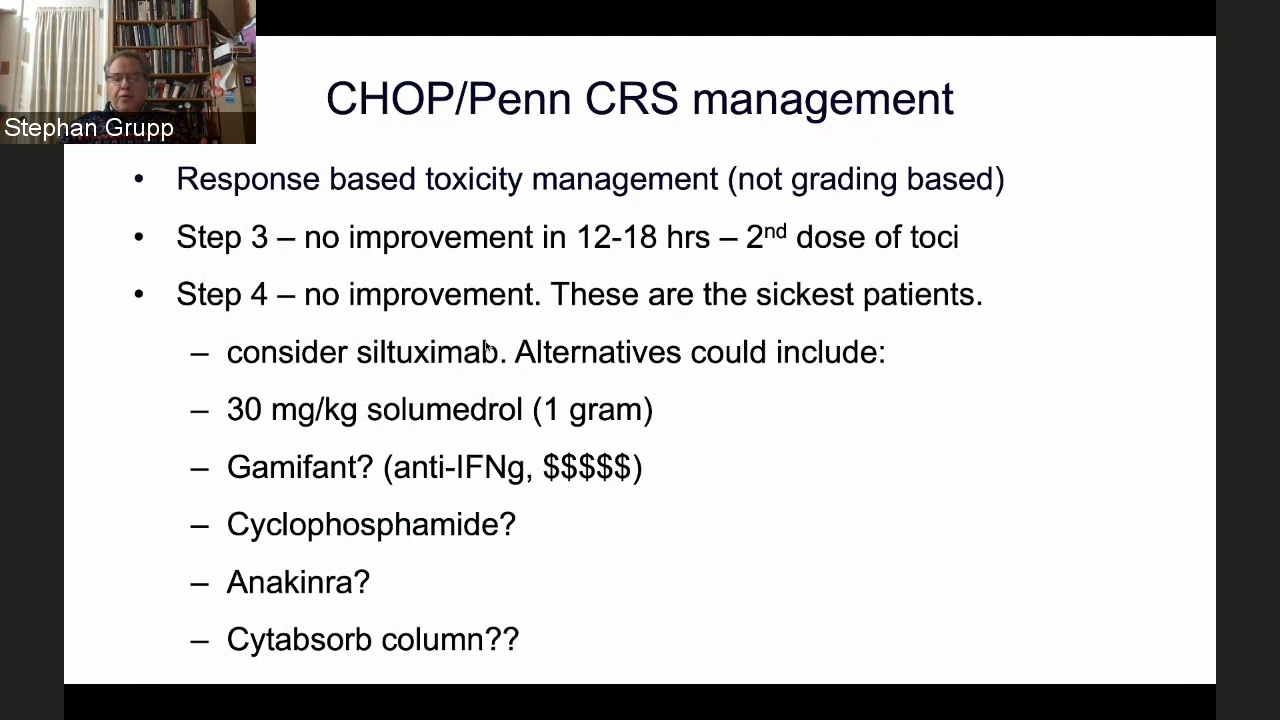 CHOP/Penn CRS management
Stephan Grupp
• Response based toxicity management (not grading based)
• Step 3 – no improvement in 12-18 hrs – 2nd dose of toci
• Step 4 – no improvement. These are the sickest patients.
– consider siltuximab. Alternatives could include:
– 30 mg/kg solumedrol (1 gram)
– Gamifant? (anti-IFNg, $$$$$)
– Cyclophosphamide?
– Anakinra?
– Cytabsorb column??